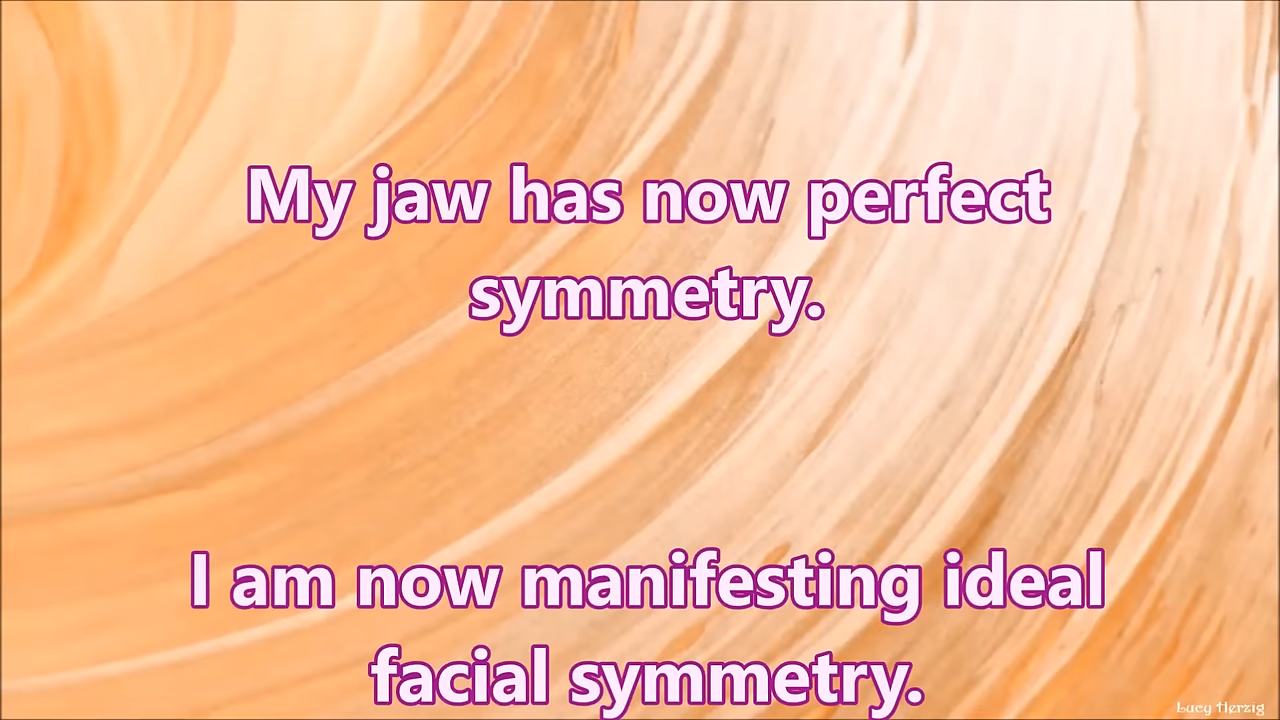 My jaw has now perfect
symmetry.
I am now manifesting ideal
facial symmetry.
Lucy Herzig